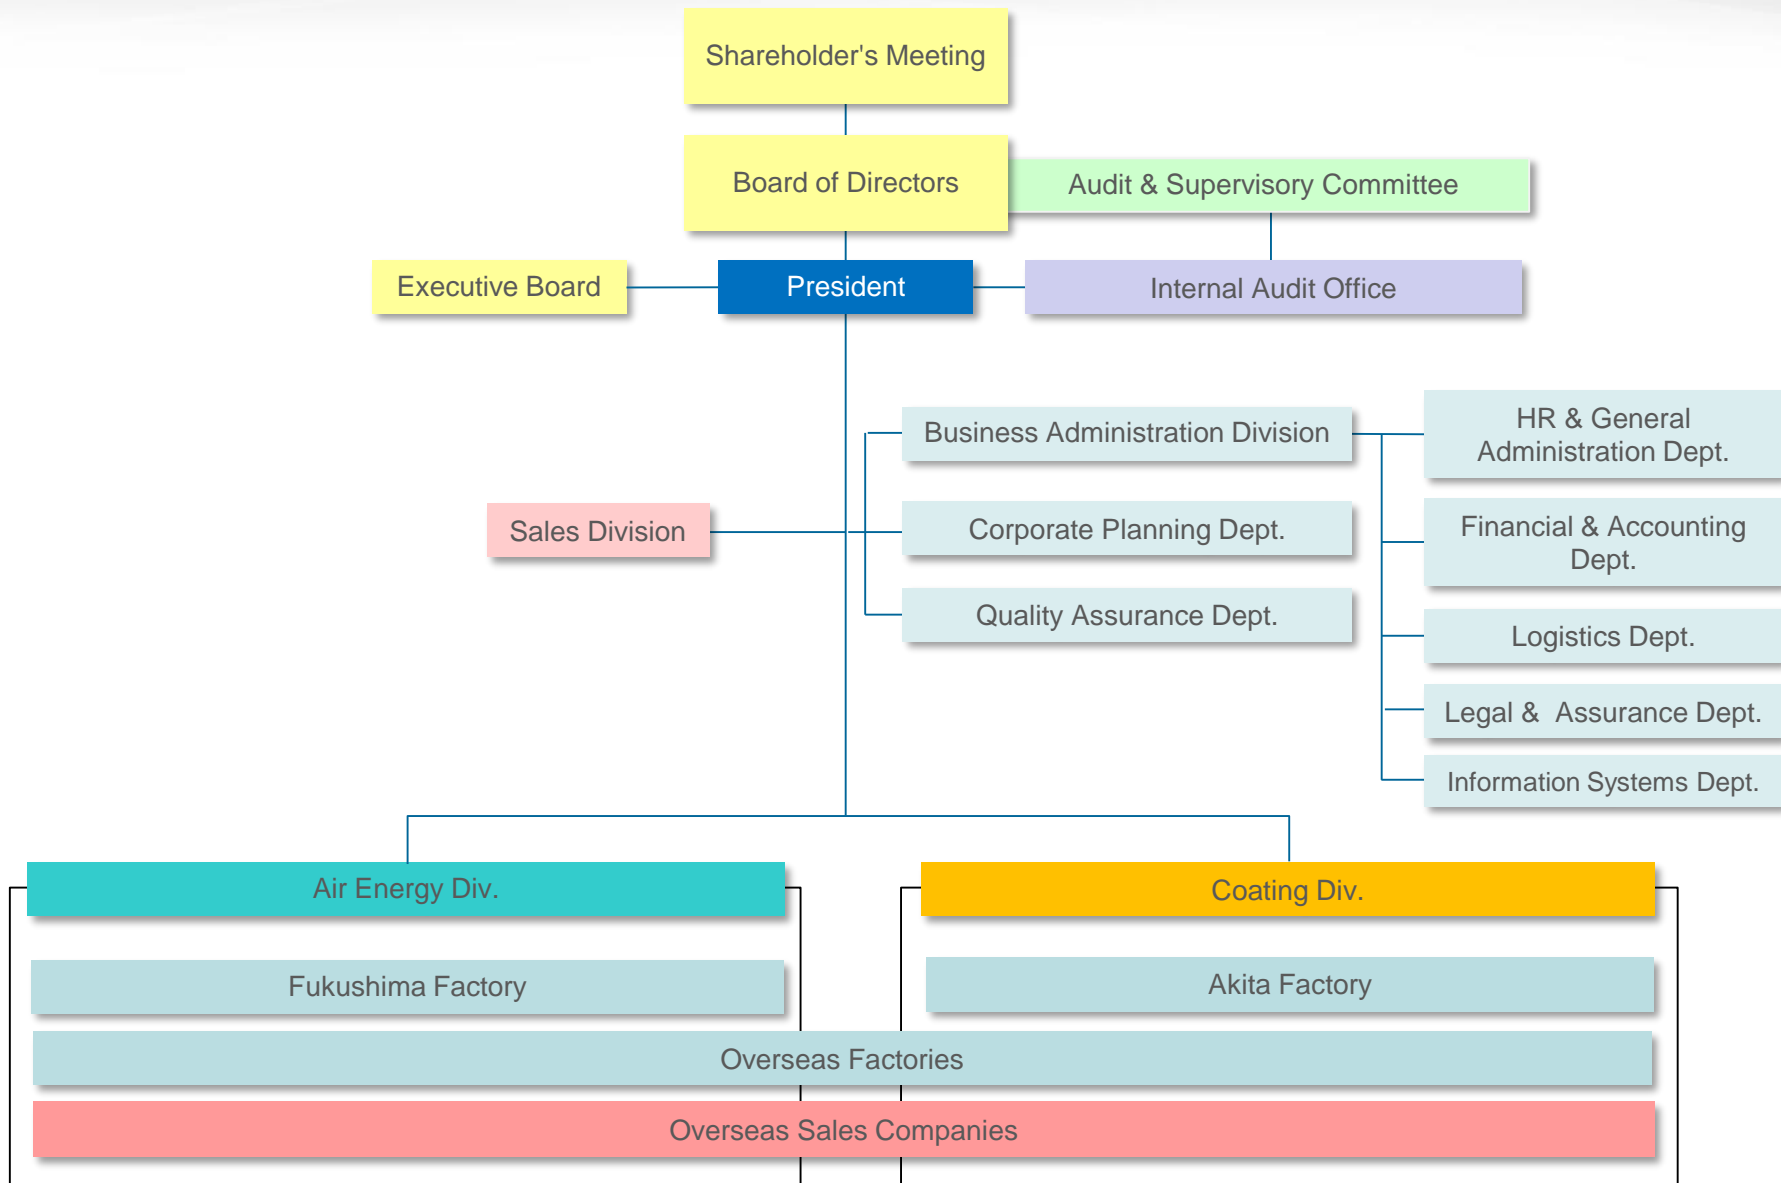 Shareholder's Meeting
Board of Directors
Audit & Supervisory Committee
Executive Board
President
Internal Audit Office
Business Administration Division
HR & General
Administration Dept.
Sales Division
Corporate Planning Dept.
Financial & Accounting
Dept.
Quality Assurance Dept.
Logistics Dept.
Legal &  Assurance Dept.
Information Systems Dept.
Air Energy Div.
Coating Div.
Fukushima Factory
Akita Factory
Overseas Factories
Overseas Sales Companies